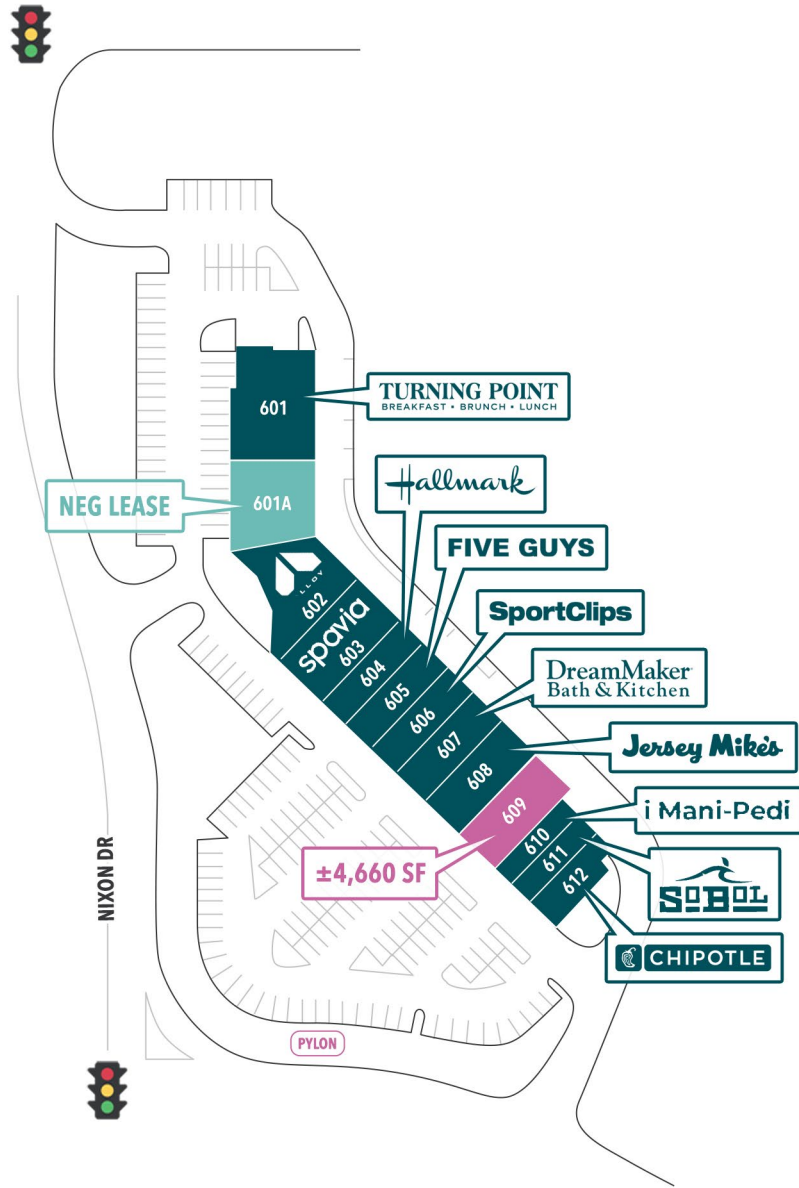 601
TURNING POINT
BREAKFAST • BRUNCH • LUNCH
NEG LEASE
601A
Hallmark
FIVE GUYS
LLOY
602
SportClips
spavia
603
604
DreamMaker
Bath & Kitchen
605
606
607
Jersey Mike's
608
609
i Mani-Pedi
610
611
±4,660 SF
612
SOBOL
CHIPOTLE
NIXON DR
PYLON